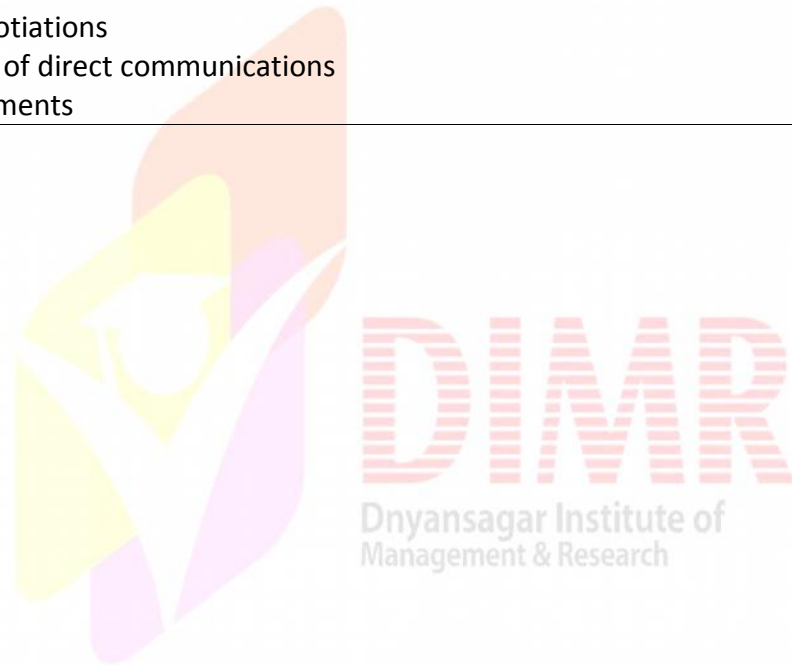 otiations
of direct communications
ments
DIMR
Dnyansagar Institute of
Management & Research